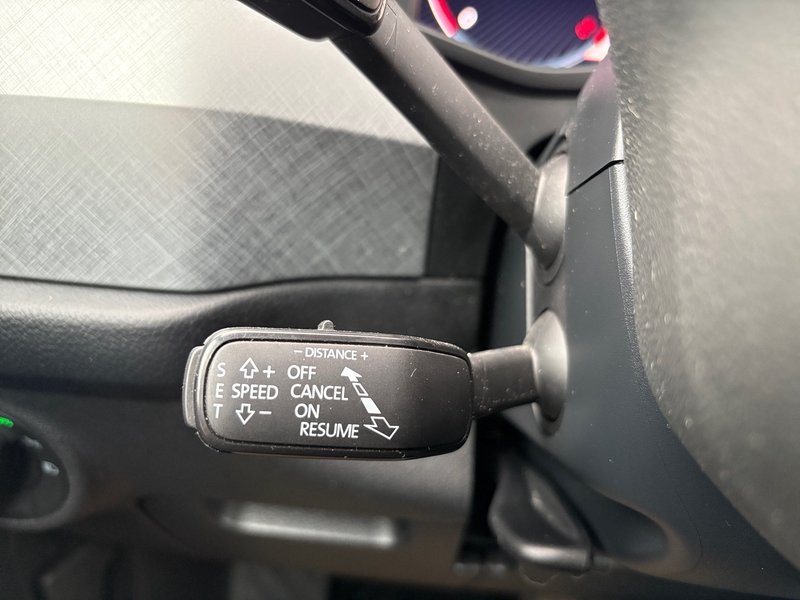 − DISTANCE +
S + OFF
E SPEED CANCEL
T − ON
RESUME